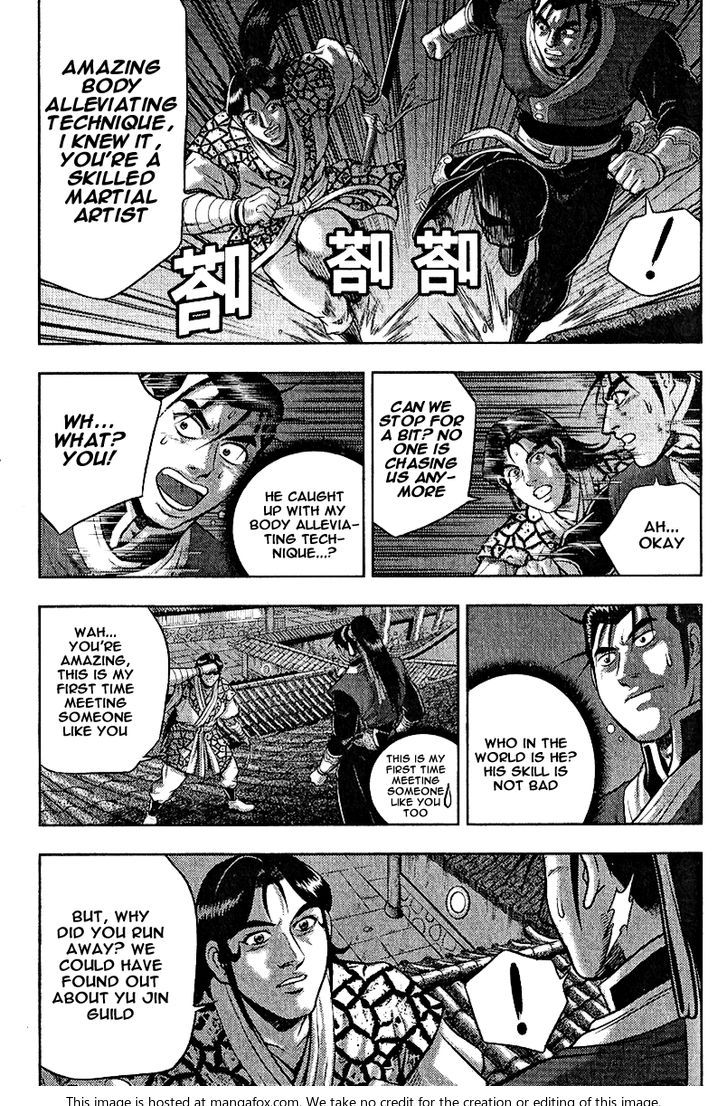 AMAZING
BODY
ALLEVIATING
TECHNIQUE,
I KNEW IT,
YOU'RE A
SKILLED
MARTIAL
ARTIST
!
WH...
WHAT?
YOU!
HE CAUGHT
UP WITH MY
BODY ALLEVIA-
TING TECH-
NIQUE...?
CAN WE
STOP FOR
A BIT? NO
ONE IS
CHASING
US ANY-
MORE
AH...
OKAY
WAH...
YOU'RE
AMAZING,
THIS IS MY
FIRST TIME
MEETING
SOMEONE
LIKE YOU
THIS IS MY
FIRST TIME
MEETING
SOMEONE
LIKE YOU
TOO
WHO IN THE
WORLD IS HE?
HIS SKILL IS
NOT BAD
BUT, WHY
DID YOU RUN
AWAY? WE
COULD HAVE
FOUND OUT
ABOUT YU JIN
GUILD
!
This image is hosted at mangafox.com. We take no credit for the creation or editing of this image.